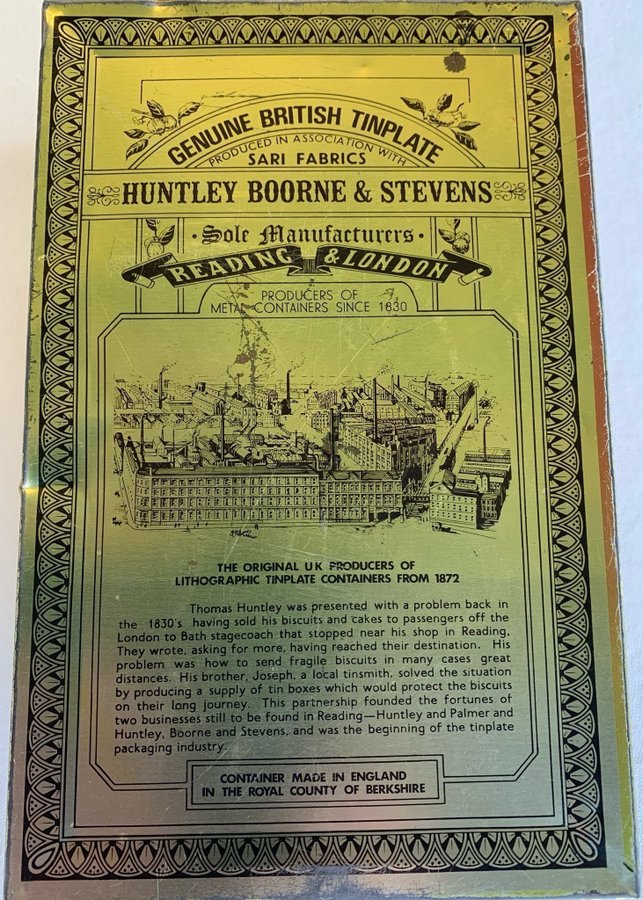 GENUINE BRITISH TINPLATE
PRODUCED IN ASSOCIATION WITH
SARI FABRICS
HUNTLEY BOORNE & STEVENS
· Sole Manufacturers ·
READING & LONDON
PRODUCERS OF
METAL CONTAINERS SINCE 1830
THE ORIGINAL U K PRODUCERS OF
LITHOGRAPHIC TINPLATE CONTAINERS FROM 1872
Thomas Huntley was presented with a problem back in
the 1830's having sold his biscuits and cakes to passengers off the
London to Bath stagecoach that stopped near his shop in Reading.
They wrote, asking for more, having reached their destination. His
problem was how to send fragile biscuits in many cases great
distances. His brother, Joseph, a local tinsmith, solved the situation
by producing a supply of tin boxes which would protect the biscuits
on their long journey. This partnership founded the fortunes of
two businesses still to be found in Reading—Huntley and Palmer and
Huntley, Boorne and Stevens, and was the beginning of the tinplate
packaging industry.
CONTAINER MADE IN ENGLAND
IN THE ROYAL COUNTY OF BERKSHIRE